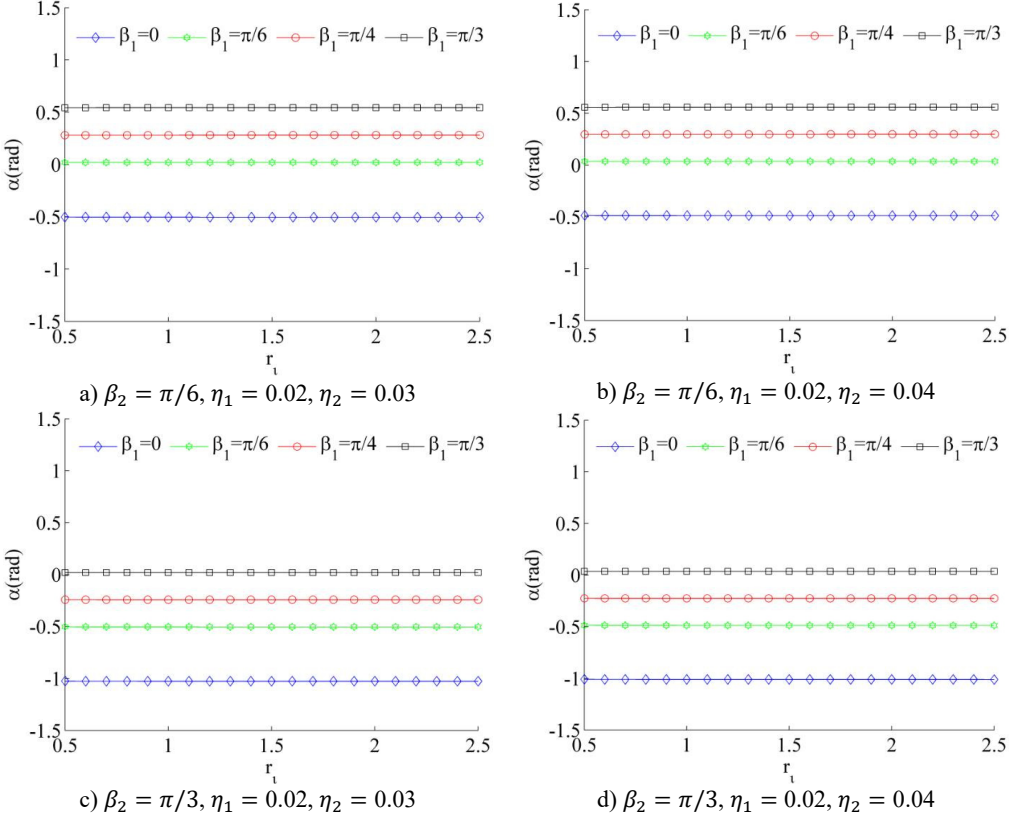 1.5
β₁=0 β₁=π/6 β₁=π/4 β₁=π/3
1
0.5
0
-0.5
-1
-1.5
α(rad)
0.5 1 1.5 2 2.5
rι
a) β₂ = π/6, η₁ = 0.02, η₂ = 0.03
1.5
β₁=0 β₁=π/6 β₁=π/4 β₁=π/3
1
0.5
0
-0.5
-1
-1.5
α(rad)
0.5 1 1.5 2 2.5
rι
b) β₂ = π/6, η₁ = 0.02, η₂ = 0.04
1.5
β₁=0 β₁=π/6 β₁=π/4 β₁=π/3
1
0.5
0
-0.5
-1
-1.5
α(rad)
0.5 1 1.5 2 2.5
rι
c) β₂ = π/3, η₁ = 0.02, η₂ = 0.03
1.5
β₁=0 β₁=π/6 β₁=π/4 β₁=π/3
1
0.5
0
-0.5
-1
-1.5
α(rad)
0.5 1 1.5 2 2.5
rι
d) β₂ = π/3, η₁ = 0.02, η₂ = 0.04